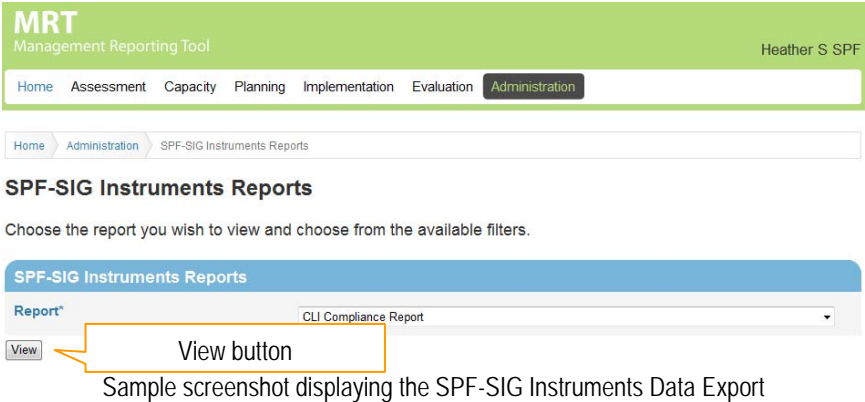 MRT
Management Reporting Tool
Heather S SPF
Home Assessment Capacity Planning Implementation Evaluation Administration
Home Administration SPF-SIG Instruments Reports
SPF-SIG Instruments Reports
Choose the report you wish to view and choose from the available filters.
SPF-SIG Instruments Reports
Report* CLI Compliance Report
View View button
Sample screenshot displaying the SPF-SIG Instruments Data Export